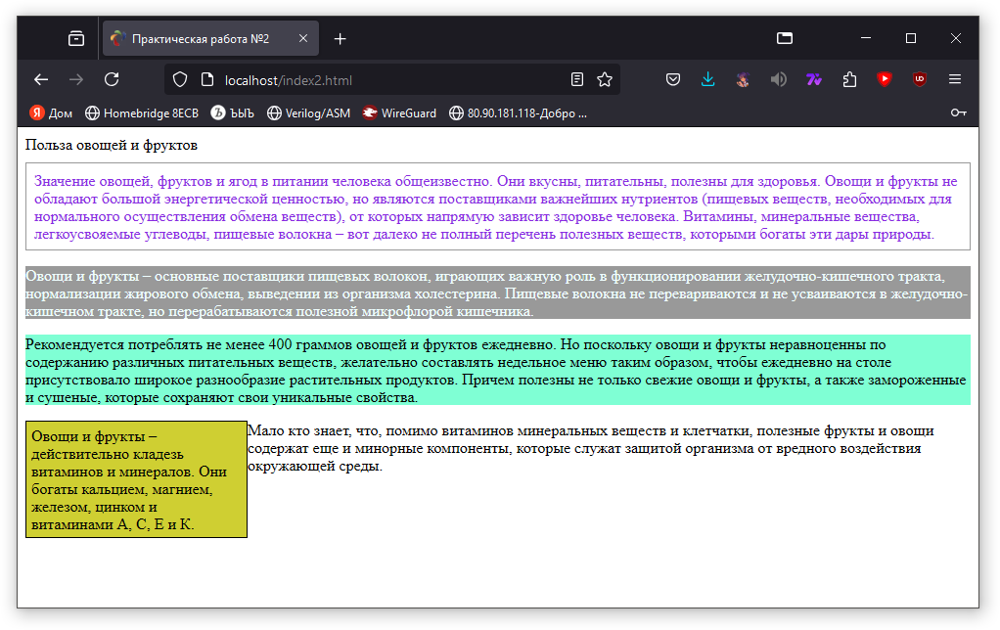 Практическая работа №2
localhost/index2.html
Дом
Homebridge 8ECB
ЪЫЪ
Verilog/ASM
WireGuard
80.90.181.118-Добро ...
Польза овощей и фруктов
Значение овощей, фруктов и ягод в питании человека общеизвестно. Они вкусны, питательны, полезны для здоровья. Овощи и фрукты не
обладают большой энергетической ценностью, но являются поставщиками важнейших нутриентов (пищевых веществ, необходимых для
нормального осуществления обмена веществ), от которых напрямую зависит здоровье человека. Витамины, минеральные вещества,
легкоусвояемые углеводы, пищевые волокна – вот далеко не полный перечень полезных веществ, которыми богаты эти дары природы.
Овощи и фрукты – основные поставщики пищевых волокон, играющих важную роль в функционировании желудочно-кишечного тракта,
нормализации жирового обмена, выведении из организма холестерина. Пищевые волокна не перевариваются и не усваиваются в желудочно-
кишечном тракте, но перерабатываются полезной микрофлорой кишечника.
Рекомендуется потреблять не менее 400 граммов овощей и фруктов ежедневно. Но поскольку овощи и фрукты неравноценны по
содержанию различных питательных веществ, желательно составлять недельное меню таким образом, чтобы ежедневно на столе
присутствовало широкое разнообразие растительных продуктов. Причем полезны не только свежие овощи и фрукты, а также замороженные
и сушеные, которые сохраняют свои уникальные свойства.
Овощи и фрукты –
действительно кладезь
витаминов и минералов. Они
богаты кальцием, магнием,
железом, цинком и
витаминами А, С, Е и К.
Мало кто знает, что, помимо витаминов минеральных веществ и клетчатки, полезные фрукты и овощи
содержат еще и минорные компоненты, которые служат защитой организма от вредного воздействия
окружающей среды.